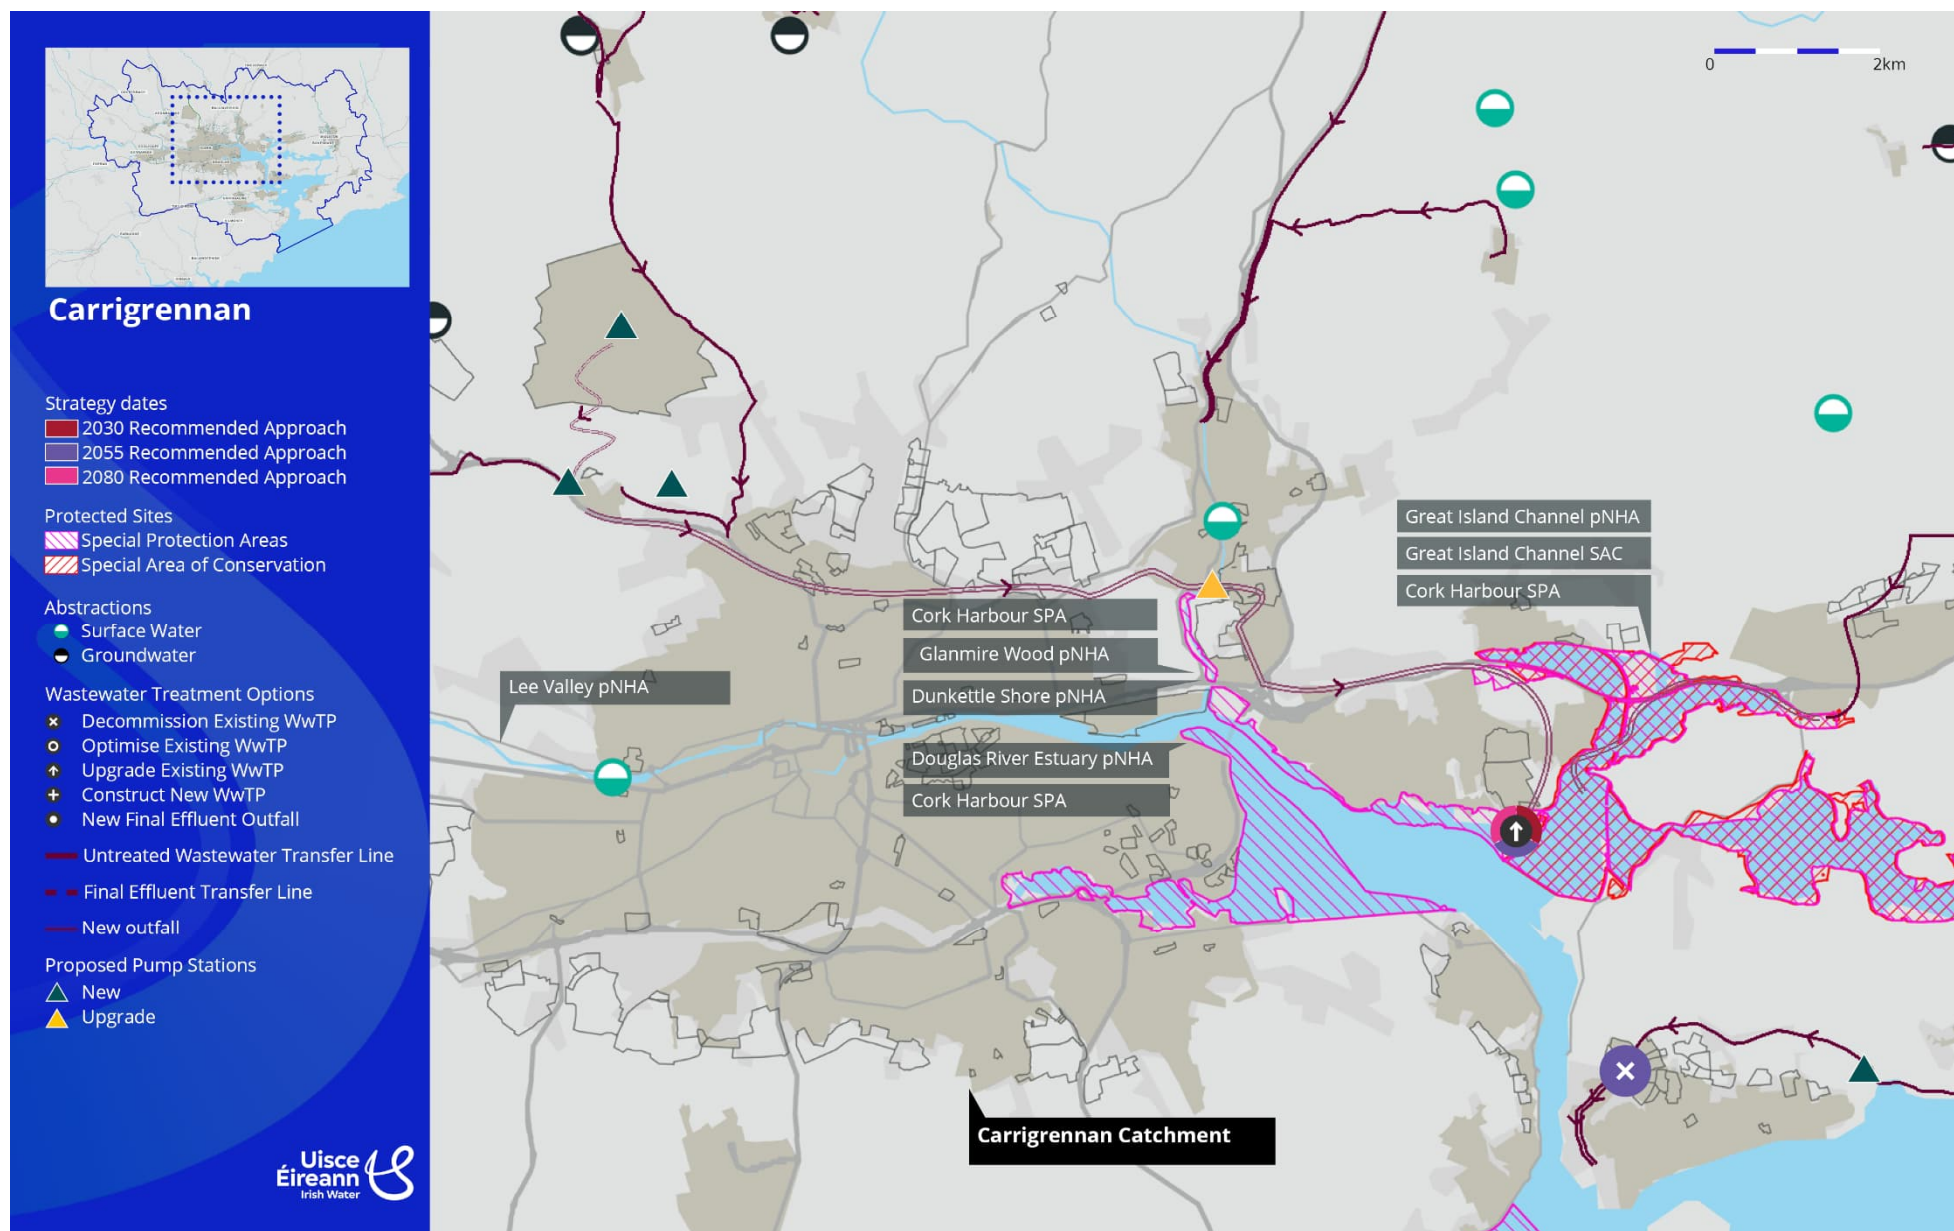 Carrigrennan
Strategy dates
2030 Recommended Approach
2055 Recommended Approach
2080 Recommended Approach
Protected Sites
Special Protection Areas
Special Area of Conservation
Abstractions
Surface Water
Groundwater
Wastewater Treatment Options
Decommission Existing WwTP
Optimise Existing WwTP
Upgrade Existing WwTP
Construct New WwTP
New Final Effluent Outfall
Untreated Wastewater Transfer Line
Final Effluent Transfer Line
New outfall
Proposed Pump Stations
New
Upgrade
Uisce
Éireann
Irish Water
0 2km
Great Island Channel pNHA
Great Island Channel SAC
Cork Harbour SPA
Cork Harbour SPA
Glanmire Wood pNHA
Dunkettle Shore pNHA
Lee Valley pNHA
Douglas River Estuary pNHA
Cork Harbour SPA
Carrigrennan Catchment